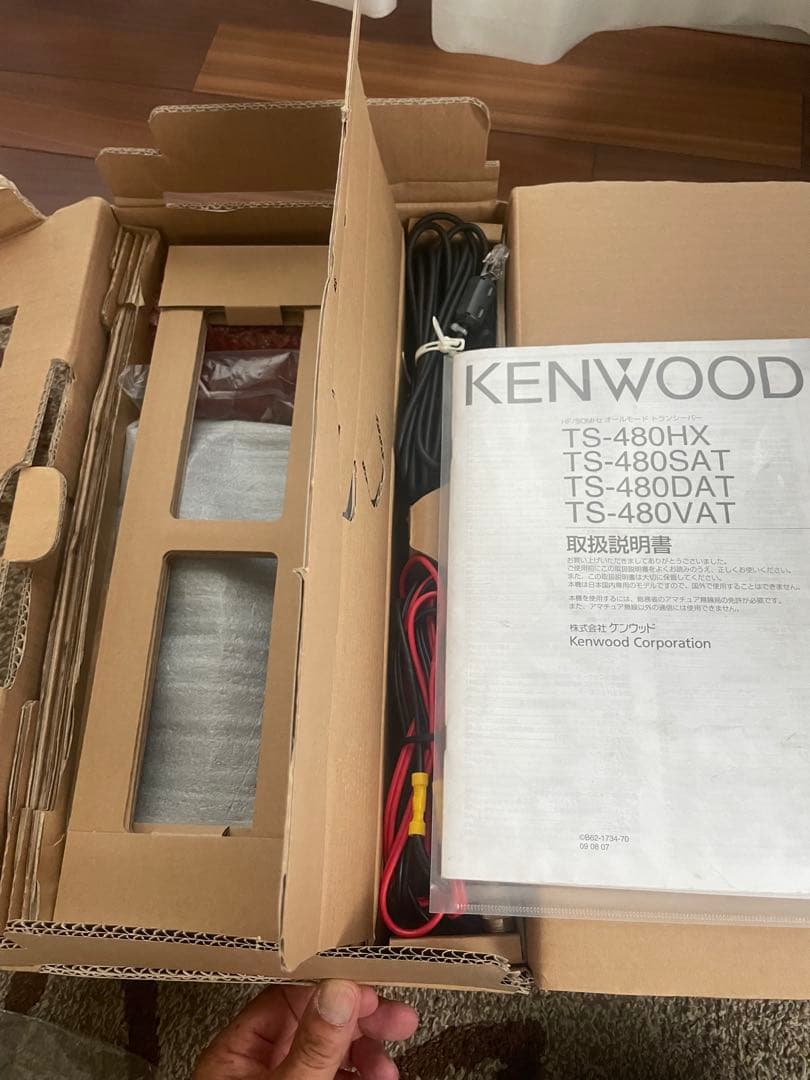 KENWOOD
HF/50MHz オールモード トランシーバー
TS-480HX
TS-480SAT
TS-480DAT
TS-480VAT
取扱説明書
お買い上げいただきましてありがとうございました。
ご使用前にこの取扱説明書をよくお読みのうえ、正しくお使いください。
また、この取扱説明書は大切に保管してください。
本機は日本国内専用のモデルですので、国外で使用することはできません。
本機を使用するには、総務省のアマチュア無線局の免許が必要です。
また、アマチュア無線以外の通信には使用できません。
株式会社 ケンウッド
Kenwood Corporation
©B62-1734-70
09 08 07